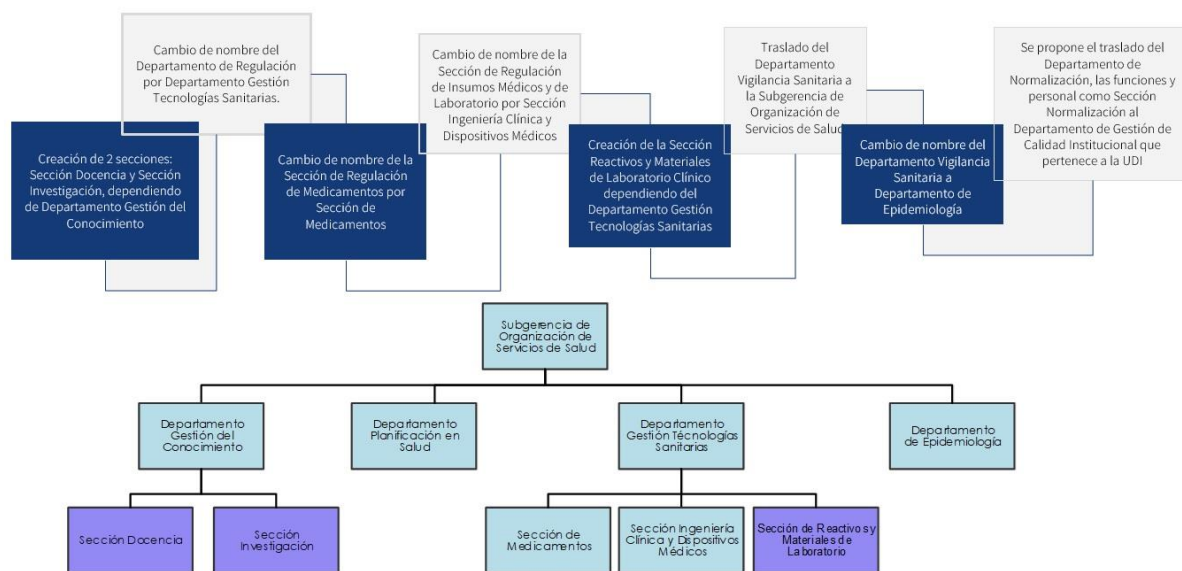 Cambio de nombre del
Departamento de Regulación
por Departamento Gestión
Tecnologías Sanitarias.
Cambio de nombre de la
Sección de Regulación
de Insumos Médicos y de
Laboratorio por Sección
Ingeniería Clínica y
Dispositivos Médicos
Traslado del
Departamento
Vigilancia Sanitaria a
la Subgerencia de
Organización de
Servicios de Salud
Se propone el traslado del
Departamento de
Normalización, las funciones y
personal como Sección
Normalización al
Departamento de Gestión de
Calidad Institucional que
pertenece a la UDI
Creación de 2 secciones:
Sección Docencia y Sección
Investigación, dependiendo
de Departamento Gestión del
Conocimiento
Cambio de nombre de la
Sección de Regulación
de Medicamentos por
Sección de
Medicamentos
Creación de la Sección
Reactivos y Materiales
de Laboratorio Clínico
dependiendo del
Departamento Gestión
Tecnologías Sanitarias
Cambio de nombre del
Departamento Vigilancia
Sanitaria a
Departamento de
Epidemiología
Subgerencia de
Organización de
Servicios de Salud
Departamento
Gestión del
Conocimiento
Departamento
Planificación en
Salud
Departamento
Gestión Técnologías
Sanitarias
Departamento
de Epidemiología
Sección Docencia
Sección
Investigación
Sección de
Medicamentos
Sección Ingeniería
Clínica y Dispositivos
Médicos
Sección de Reactivos y
Materiales de
Laboratorio